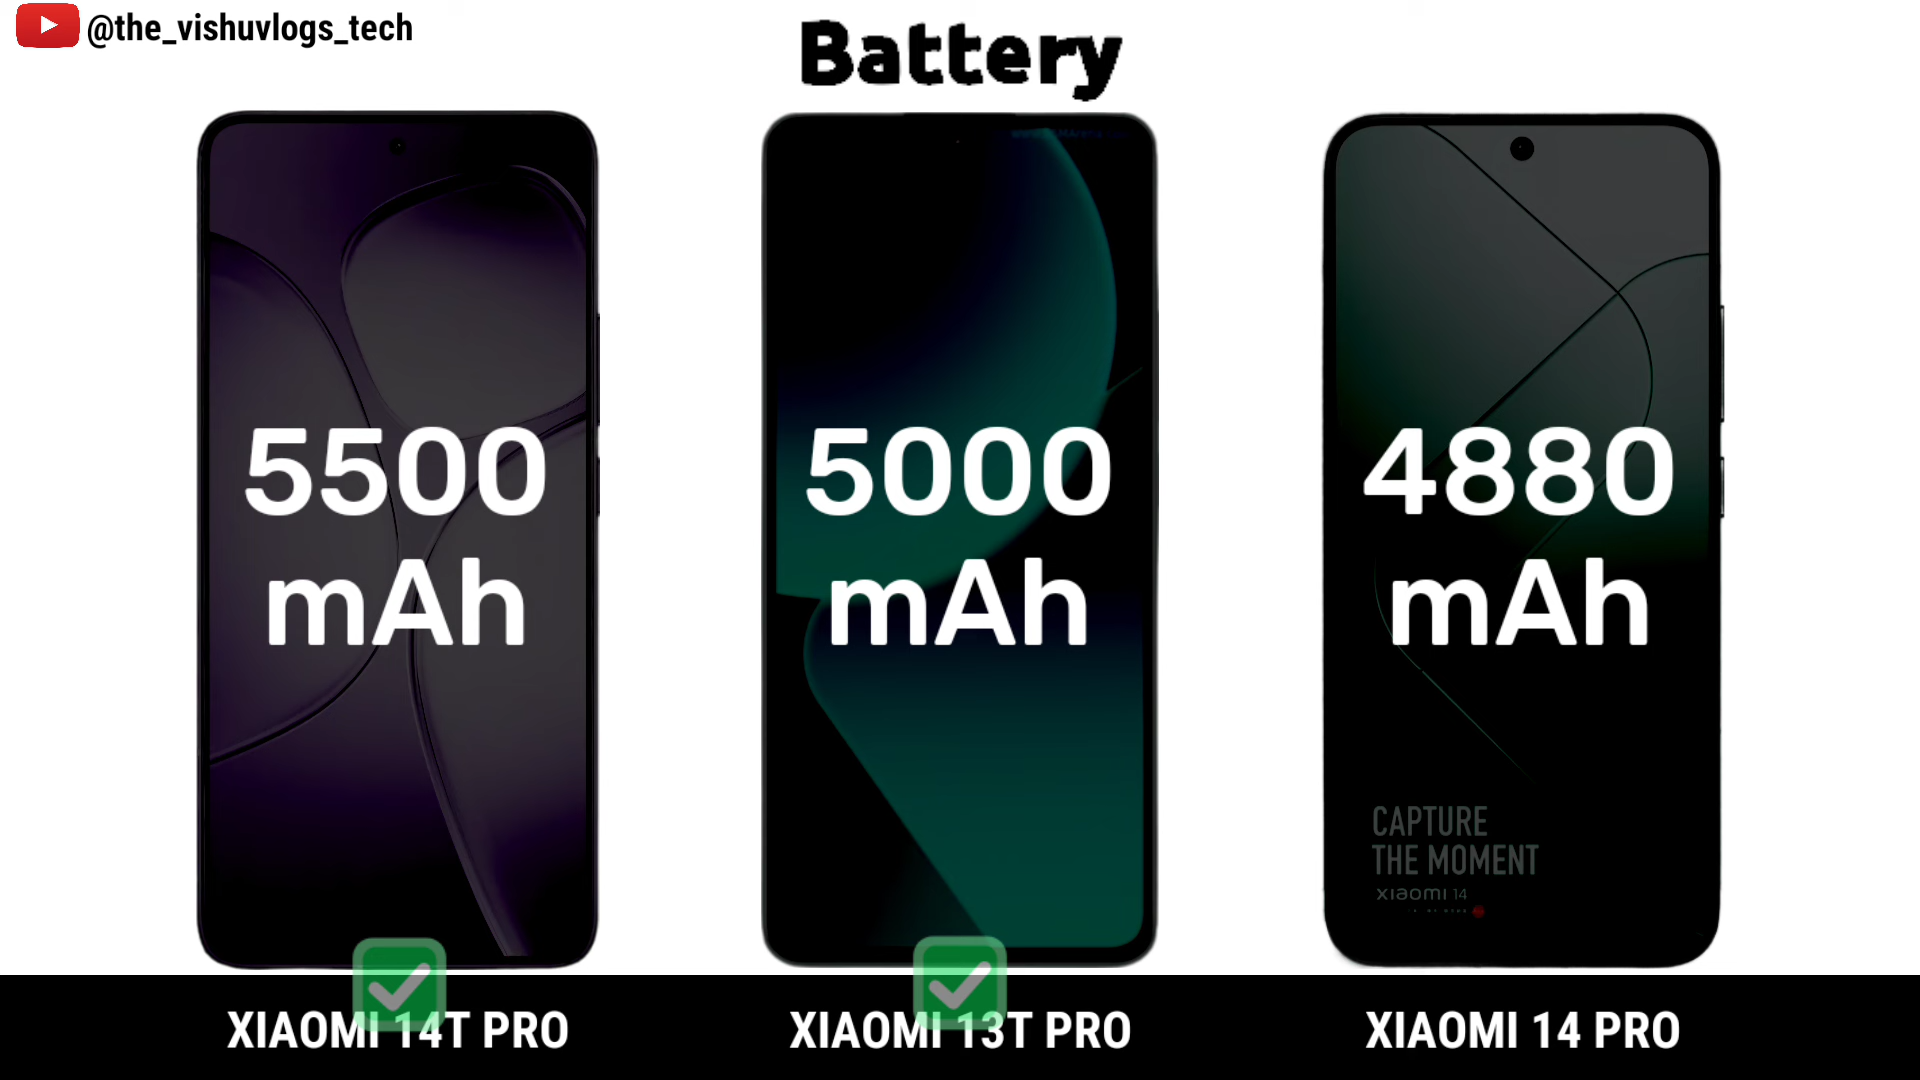 @the_vishuvlogs_tech
Battery
5500
mAh
5000
mAh
4880
mAh
CAPTURE
THE MOMENT
xiaomi 14
XIAOMI 14T PRO
XIAOMI 13T PRO
XIAOMI 14 PRO